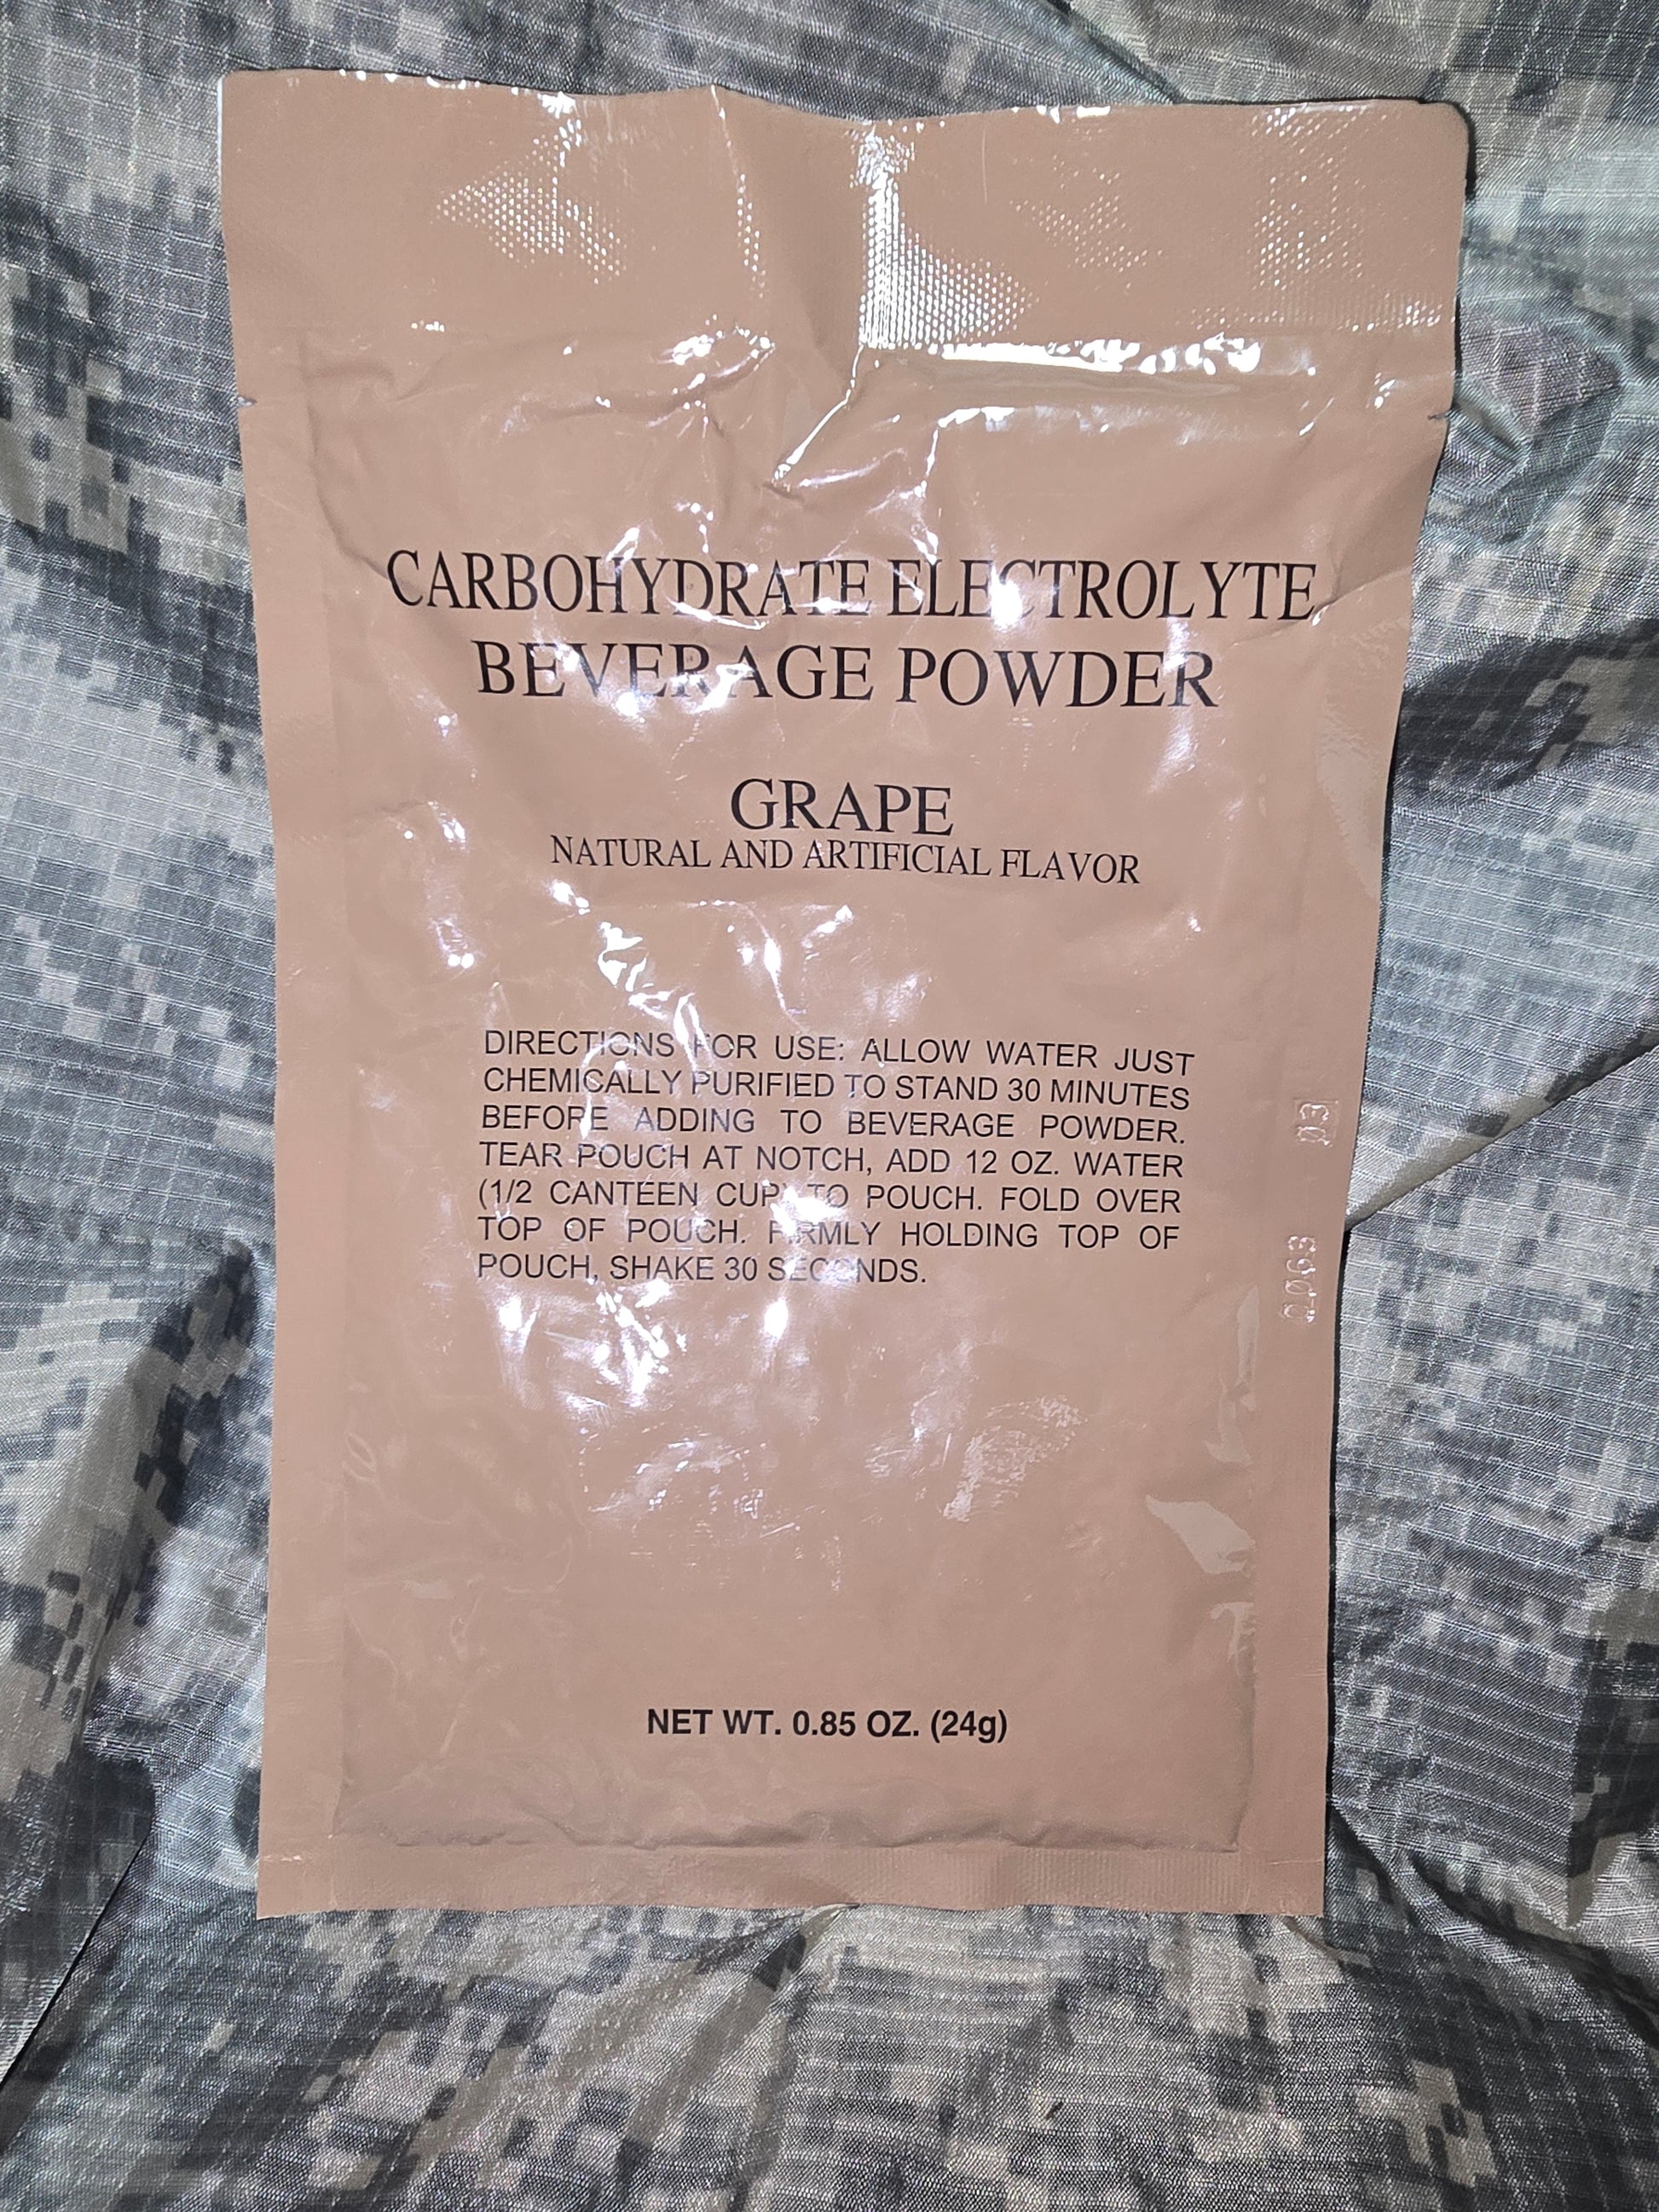 CARBOHYDRATE ELECTROLYTE
BEVERAGE POWDER
GRAPE
NATURAL AND ARTIFICIAL FLAVOR
DIRECTIONS FOR USE: ALLOW WATER JUST
CHEMICALLY PURIFIED TO STAND 30 MINUTES
BEFORE ADDING TO BEVERAGE POWDER.
TEAR POUCH AT NOTCH, ADD 12 OZ. WATER
(1/2 CANTEEN CUP) TO POUCH. FOLD OVER
TOP OF POUCH. FIRMLY HOLDING TOP OF
POUCH, SHAKE 30 SECONDS.
NET WT. 0.85 OZ. (24g)